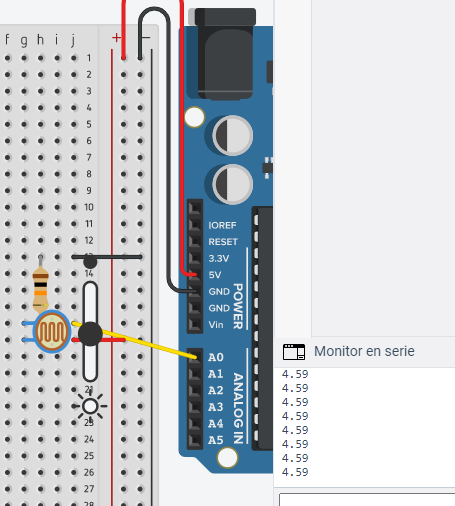 f g h i j + −
1
2
3
4
5
6
7
8
9
10
11
12
14
21
24
25
26
27
28
IOREF
RESET
3.3V
5V
GND
GND
Vin
POWER
A0
A1
A2
A3
A4
A5
ANALOG IN
Monitor en serie
4.59
4.59
4.59
4.59
4.59
4.59
4.59
4.59